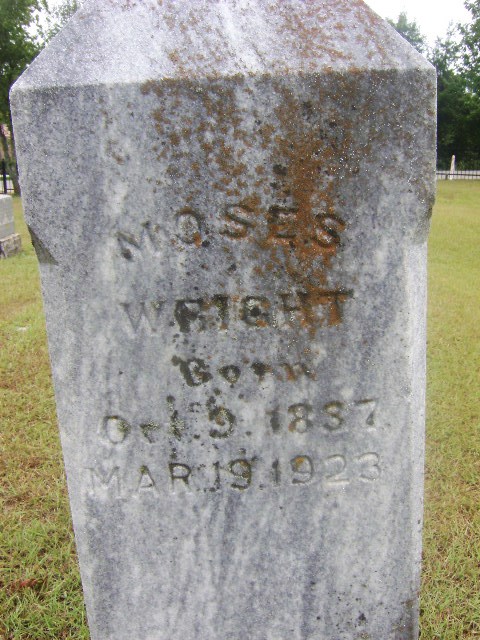 MOSES
WRIGHT
Born
Oct. 9. 1837
MAR. 19. 1923